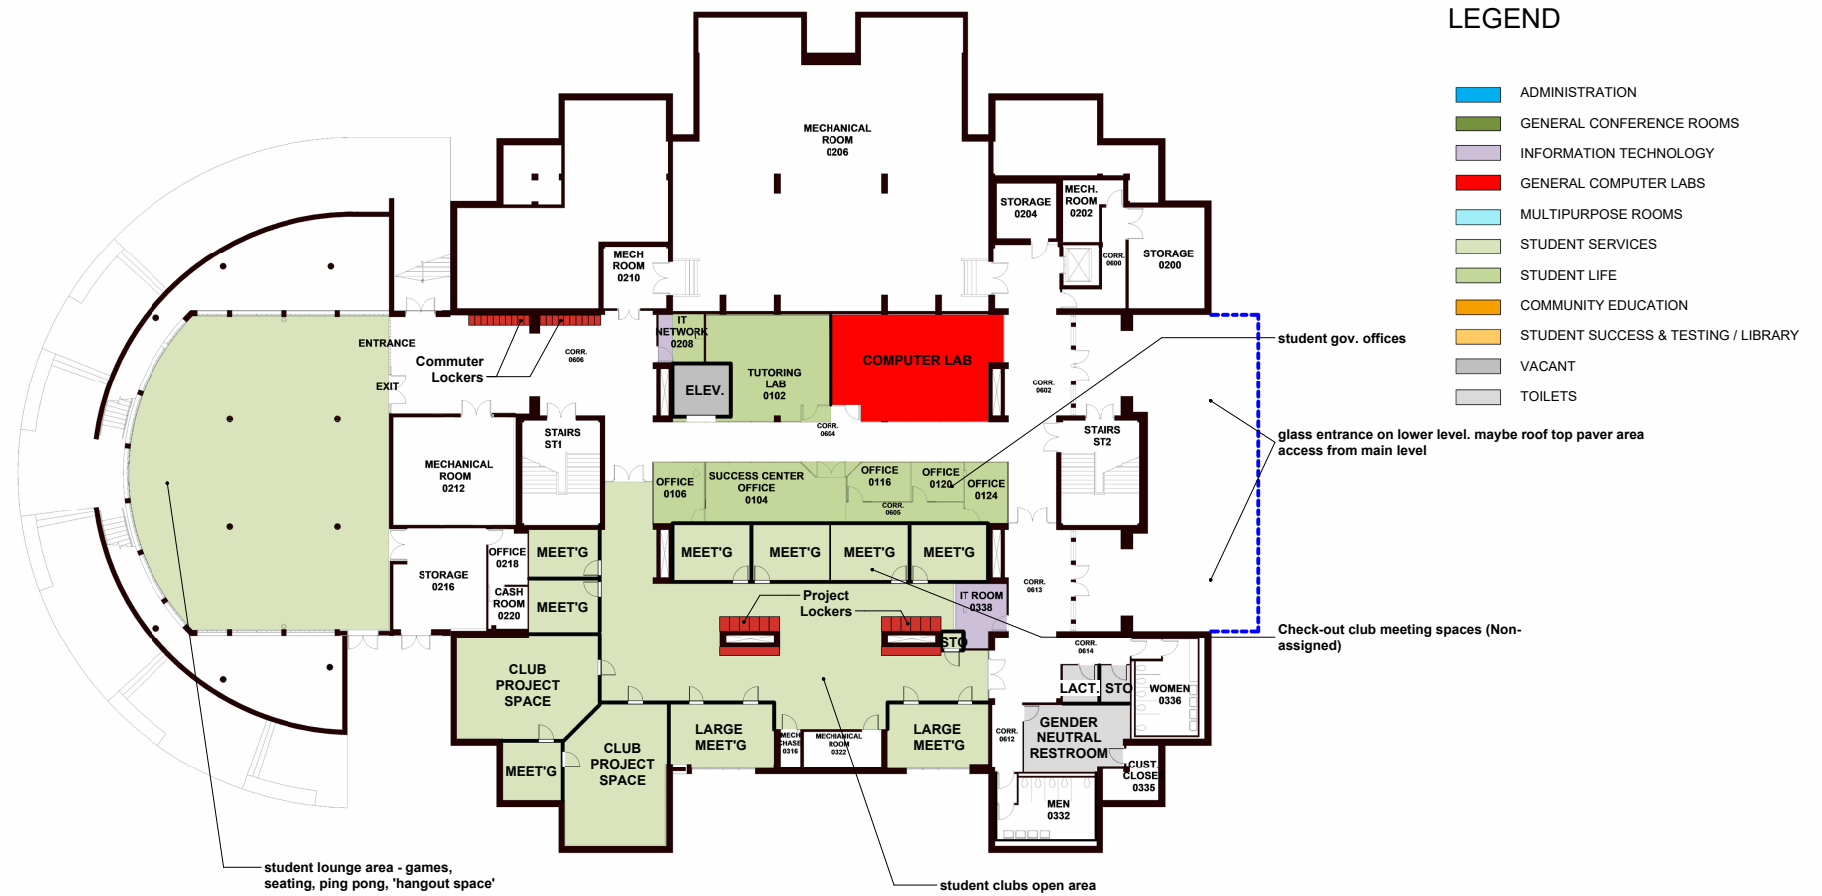 LEGEND
ADMINISTRATION
GENERAL CONFERENCE ROOMS
INFORMATION TECHNOLOGY
GENERAL COMPUTER LABS
MULTIPURPOSE ROOMS
STUDENT SERVICES
STUDENT LIFE
COMMUNITY EDUCATION
STUDENT SUCCESS & TESTING / LIBRARY
VACANT
TOILETS
MECHANICAL
ROOM
0206
STORAGE
0204
MECH.
ROOM
0202
CORR.
0600
STORAGE
0200
MECH
ROOM
0210
ENTRANCE
EXIT
Commuter
Lockers
CORR.
0606
IT
NETWORK
0208
ELEV.
TUTORING
LAB
0102
COMPUTER LAB
CORR.
0602
CORR.
0604
student gov. offices
glass entrance on lower level. maybe roof top paver area
access from main level
MECHANICAL
ROOM
0212
STAIRS
ST1
STAIRS
ST2
OFFICE
0106
SUCCESS CENTER
OFFICE
0104
OFFICE
0116
OFFICE
0120
OFFICE
0124
CORR.
0605
STORAGE
0216
OFFICE
0218
CASH
ROOM
0220
MEET'G
MEET'G
MEET'G
MEET'G
MEET'G
MEET'G
Project
Lockers
IT ROOM
0338
STO
CORR.
0613
Check-out club meeting spaces (Non-
assigned)
CORR.
0614
LACT.
STO
WOMEN
0336
CLUB
PROJECT
SPACE
CLUB
PROJECT
SPACE
MEET'G
LARGE
MEET'G
MECH
CHASE
0316
MECHANICAL
ROOM
0322
LARGE
MEET'G
CORR.
0612
GENDER
NEUTRAL
RESTROOM
CUST.
CLOSE
0335
MEN
0332
student lounge area - games,
seating, ping pong, 'hangout space'
student clubs open area